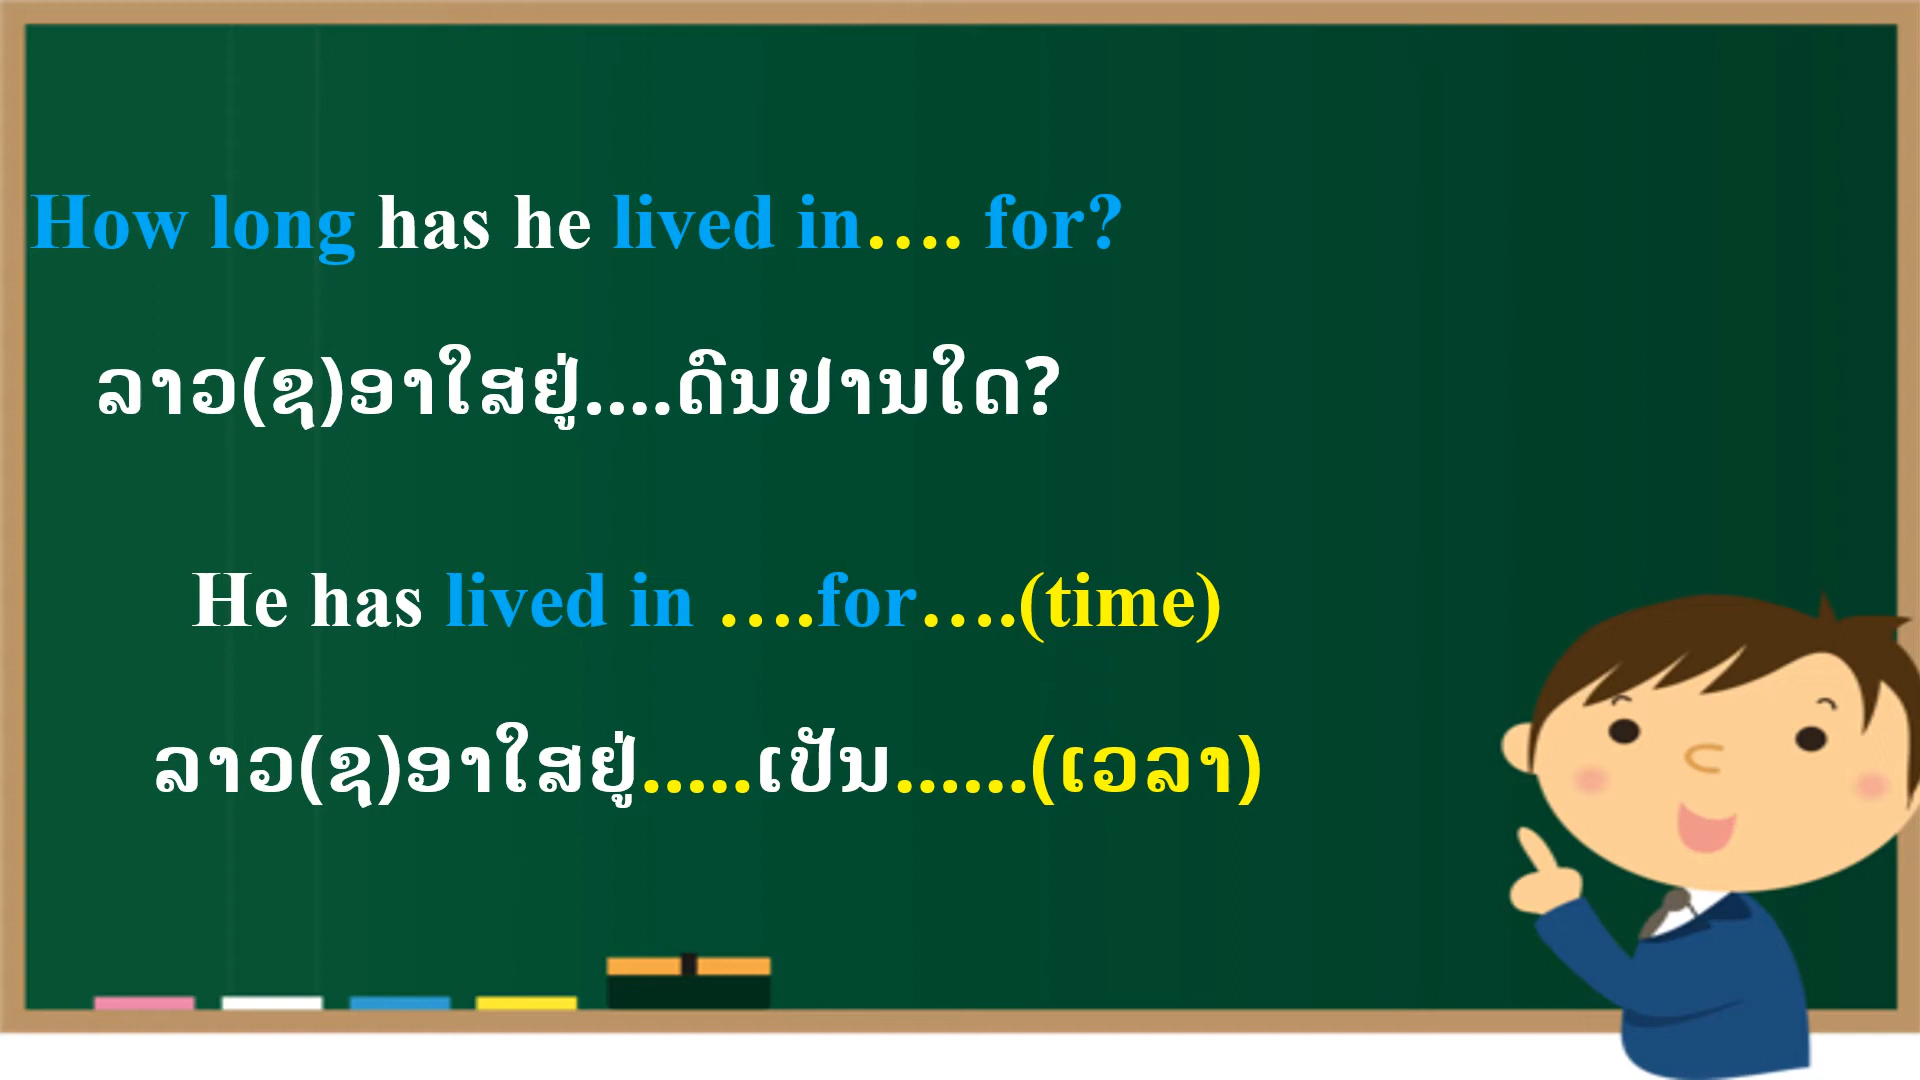 How long has he lived in…. for?
ລາວ(ຊ)ອາໃສຢູ່....ດົນປານໃດ?
He has lived in ….for….(time)
ລາວ(ຊ)ອາໃສຢູ່.....ເປັນ......(ເວລາ)